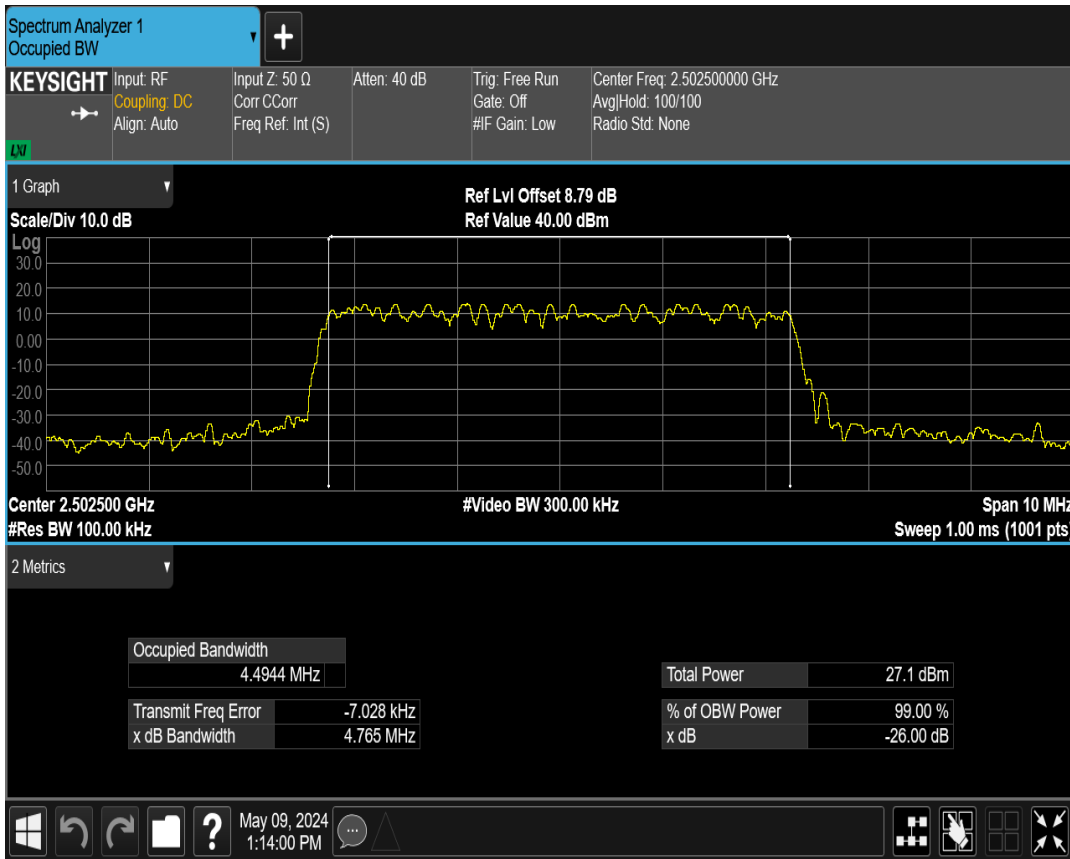 Spectrum Analyzer 1
Occupied BW
+
KEYSIGHT
LXI
Input: RF
Coupling: DC
Align: Auto
Input Z: 50 Ω
Corr CCorr
Freq Ref: Int (S)
Atten: 40 dB
Trig: Free Run
Gate: Off
#IF Gain: Low
Center Freq: 2.502500000 GHz
Avg|Hold: 100/100
Radio Std: None
1 Graph
Scale/Div 10.0 dB
Ref Lvl Offset 8.79 dB
Ref Value 40.00 dBm
Log
30.0
20.0
10.0
0.00
-10.0
-20.0
-30.0
-40.0
-50.0
Center 2.502500 GHz
#Video BW 300.00 kHz
Span 10 MHz
#Res BW 100.00 kHz
Sweep 1.00 ms (1001 pts)
2 Metrics
Occupied Bandwidth
4.4944 MHz
Total Power 27.1 dBm
Transmit Freq Error -7.028 kHz
% of OBW Power 99.00 %
x dB Bandwidth 4.765 MHz
x dB -26.00 dB
?
May 09, 2024
1:14:00 PM